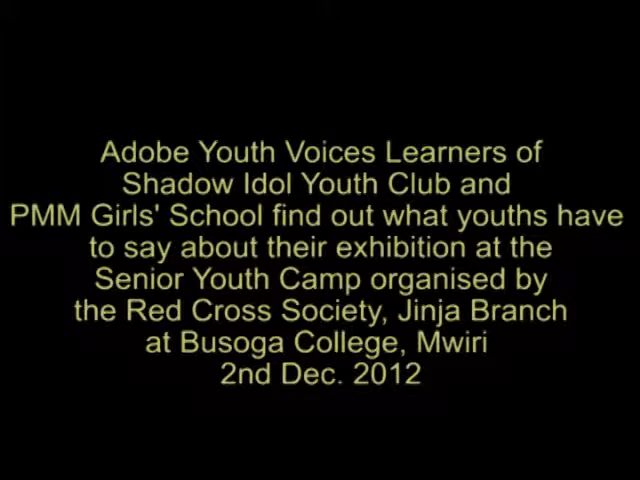 Adobe Youth Voices Learners of
Shadow Idol Youth Club and
PMM Girls' School find out what youths have
to say about their exhibition at the
Senior Youth Camp organised by
the Red Cross Society, Jinja Branch
at Busoga College, Mwiri
2nd Dec. 2012